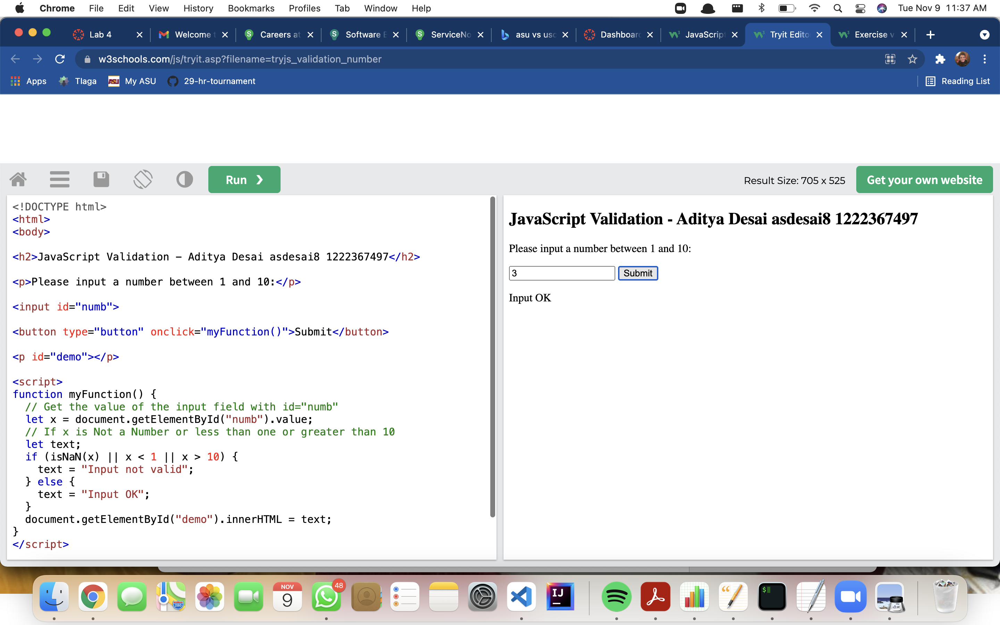 Chrome File Edit View History Bookmarks Profiles Tab Window Help Tue Nov 9 11:37 AM
Lab 4 Welcome t Careers at Software E ServiceNo asu vs usc Dashboard JavaScript Tryit Edito Exercise v
w3schools.com/js/tryit.asp?filename=tryjs_validation_number
Apps Tlaga ASU My ASU 29-hr-tournament Reading List
Run ❯ Result Size: 705 x 525 Get your own website
<!DOCTYPE html>
<html>
<body>
<h2>JavaScript Validation - Aditya Desai asdesai8 1222367497</h2>
<p>Please input a number between 1 and 10:</p>
<input id="numb">
<button type="button" onclick="myFunction()">Submit</button>
<p id="demo"></p>
<script>
function myFunction() {
// Get the value of the input field with id="numb"
let x = document.getElementById("numb").value;
// If x is Not a Number or less than one or greater than 10
let text;
if (isNaN(x) || x < 1 || x > 10) {
text = "Input not valid";
} else {
text = "Input OK";
}
document.getElementById("demo").innerHTML = text;
}
</script>
JavaScript Validation - Aditya Desai asdesai8 1222367497
Please input a number between 1 and 10:
3 Submit
Input OK
280 NOV 9 48 IJ $